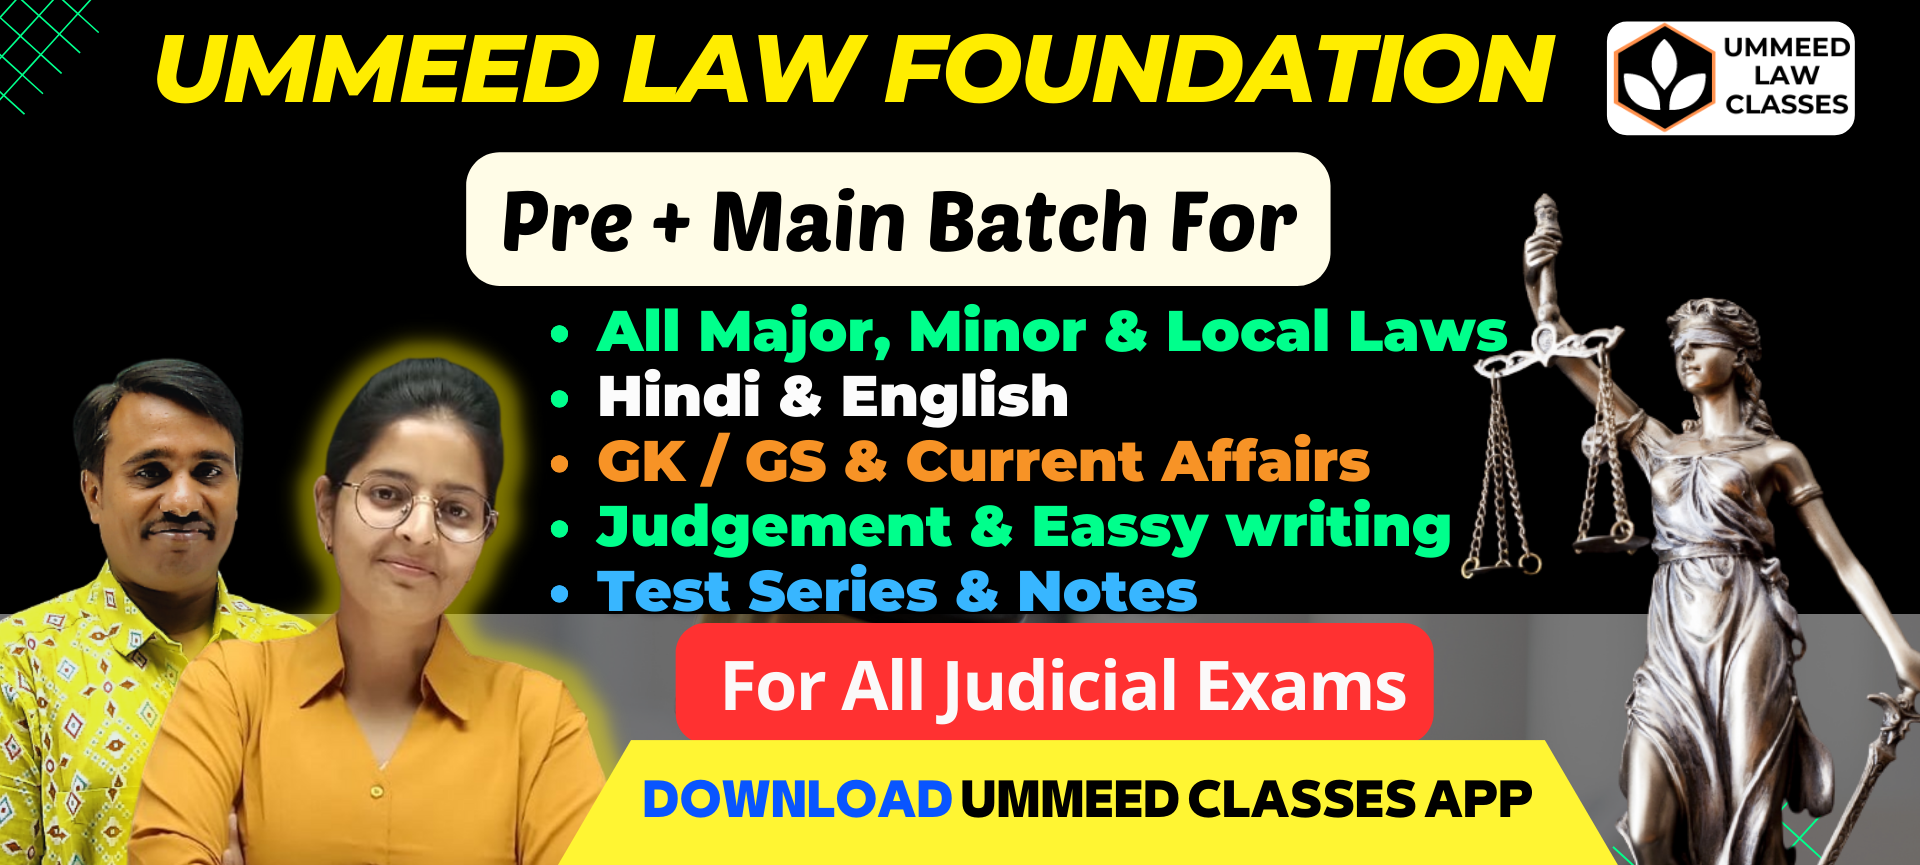 UMMEED LAW FOUNDATION
UMMEED
LAW
CLASSES
Pre + Main Batch For
• All Major, Minor & Local Laws
• Hindi & English
• GK / GS & Current Affairs
• Judgement & Eassy writing
• Test Series & Notes
For All Judicial Exams
DOWNLOAD UMMEED CLASSES APP